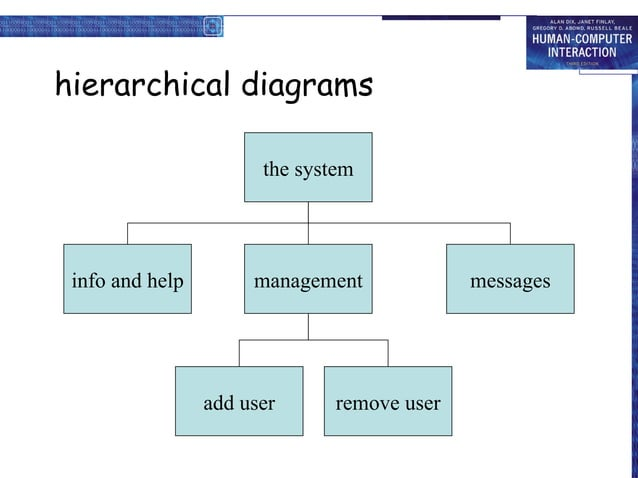 ALAN DIX, JANET FINLAY,
GREGORY D. ABOWD, RUSSELL BEALE
HUMAN-COMPUTER
INTERACTION
THIRD EDITION
hierarchical diagrams
the system
info and help
management
messages
add user
remove user